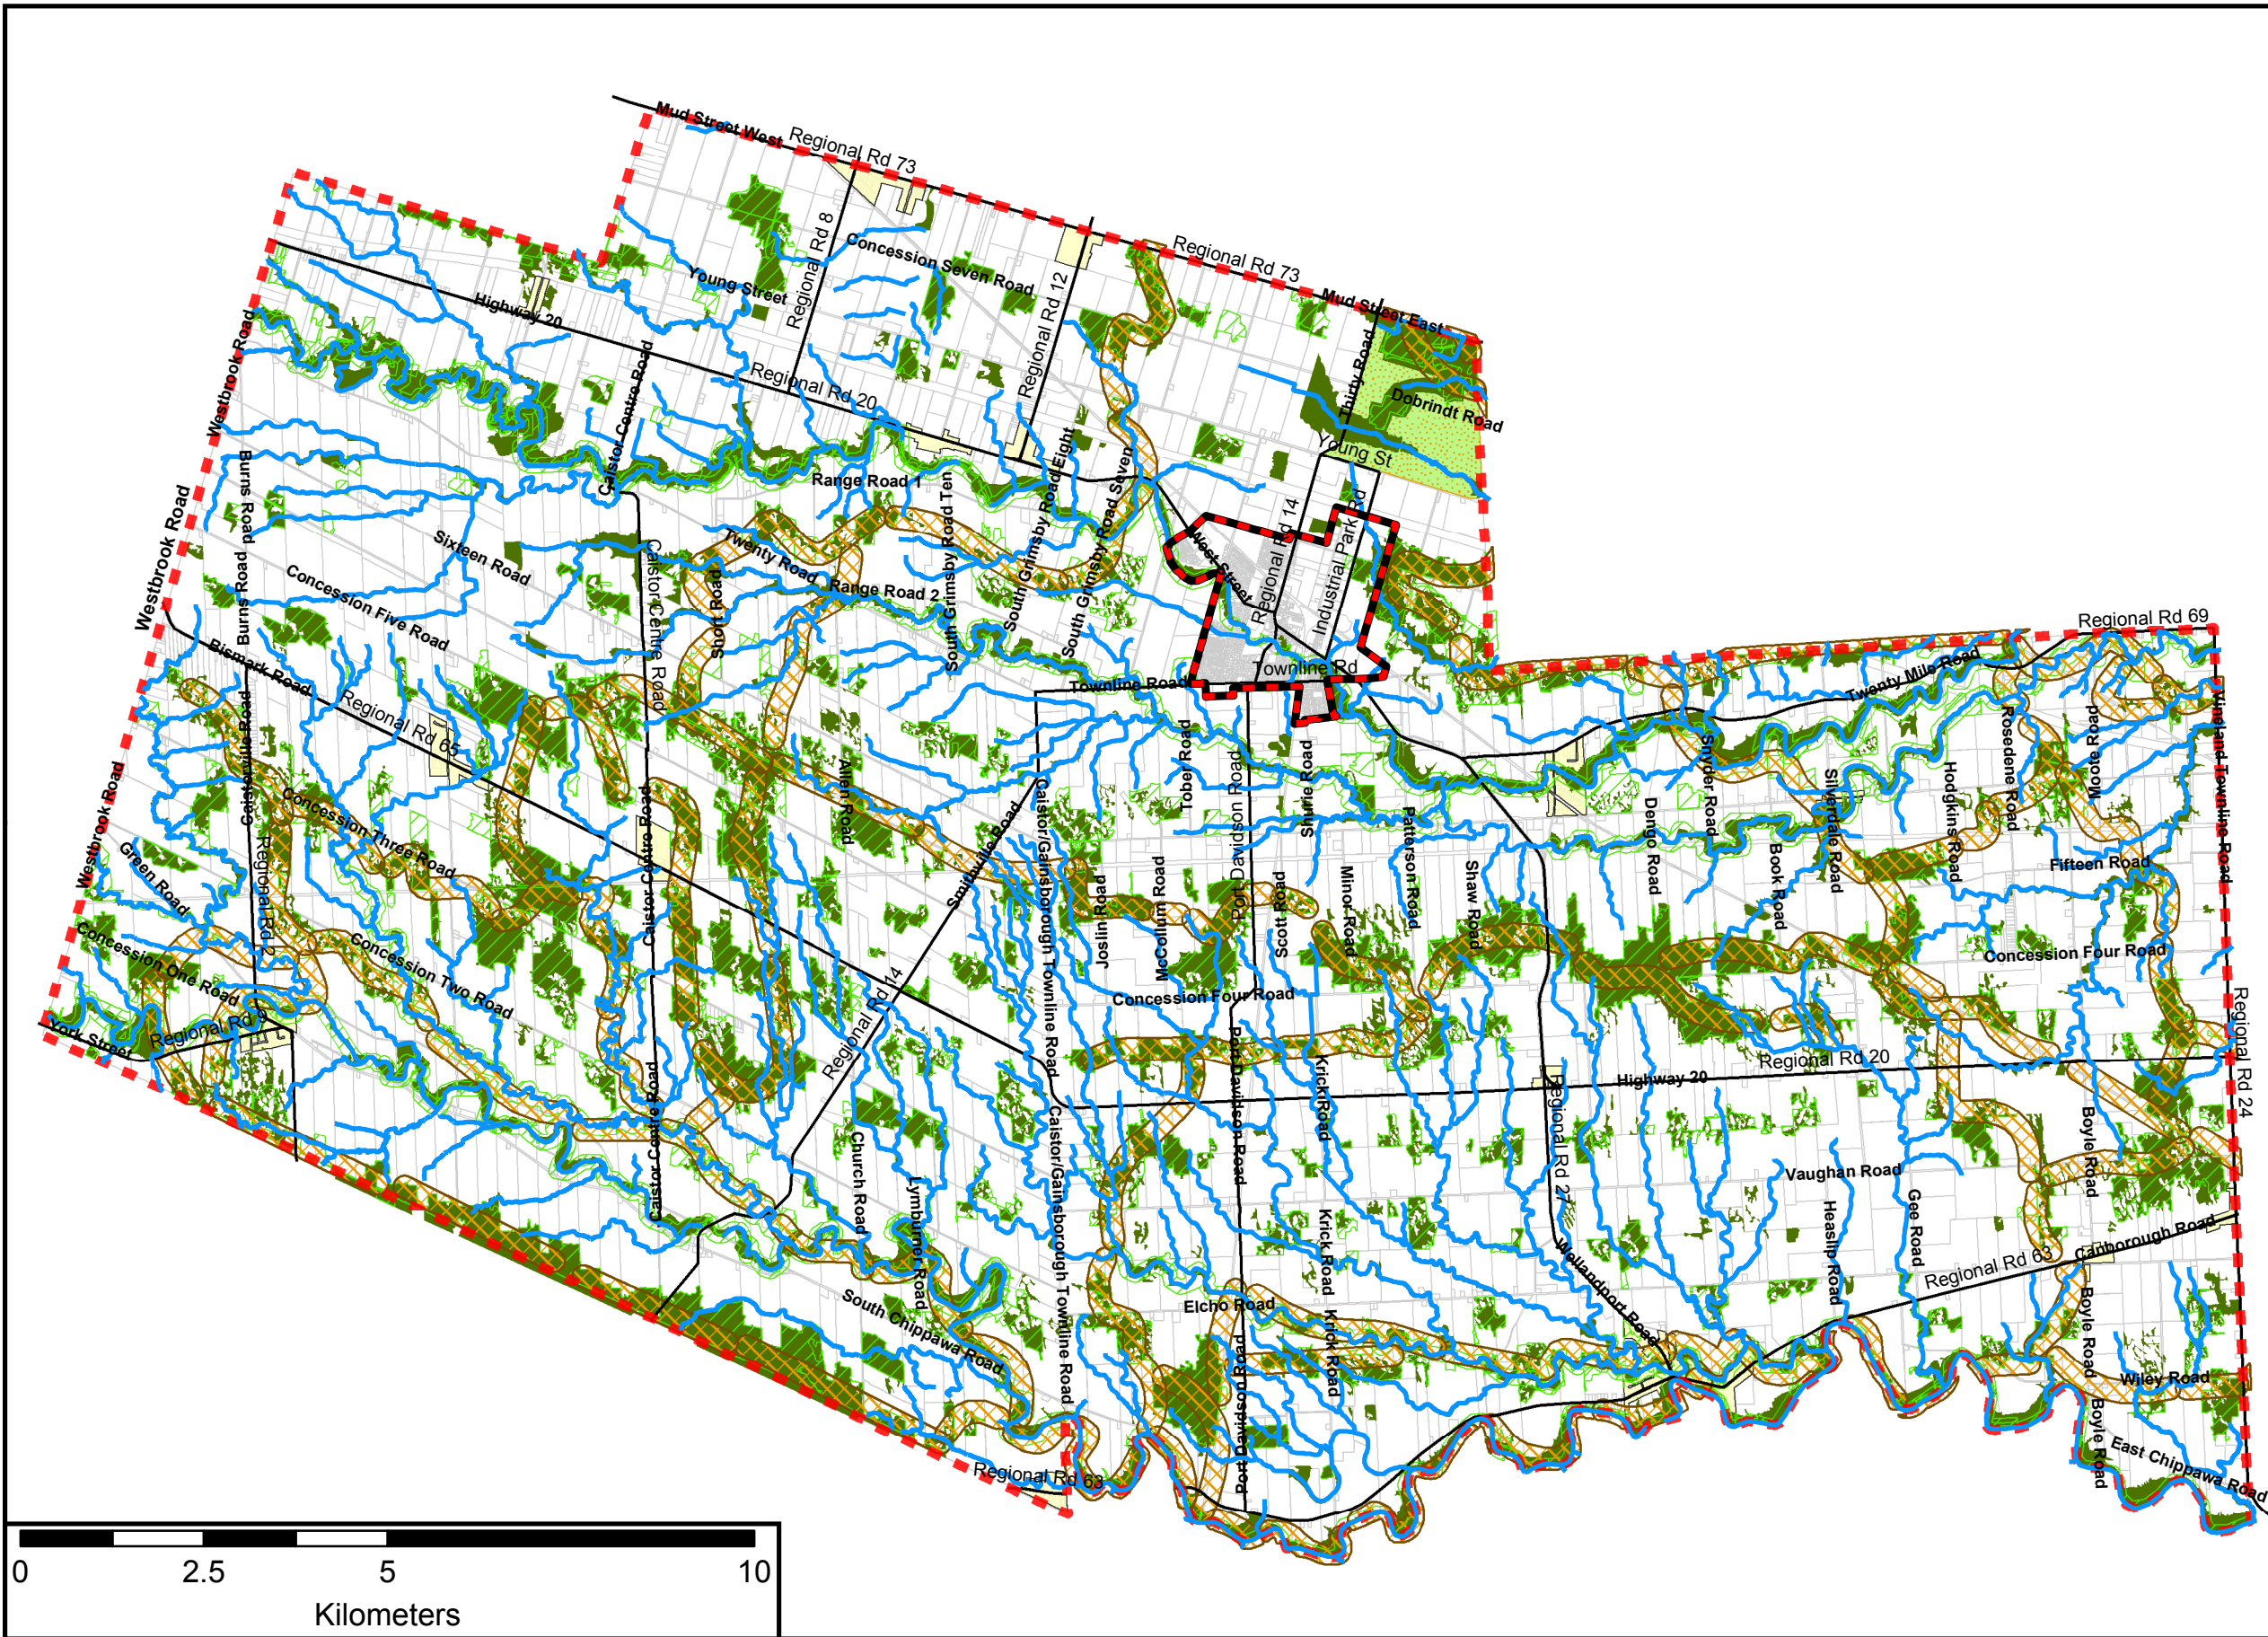 Mud Street West
Regional Rd 73
Regional Rd 8
Concession Seven Road
Young Street
Regional Rd 12
Regional Rd 73
Mud Street East
Highway 20
Thirty Road
Dobrindt Road
Westbrook Road
Caistor Centre Road
Regional Rd 20
Young St
Range Road 1
South Grimsby Road Eight
South Grimsby Road Seven
South Grimsby Road Ten
Burns Road
Westbrook Road
Sixteen Road
Caistor Centre Road
Twenty Road
Range Road 2
Short Road
West Street
Regional Rd 14
Industrial Park Rd
Concession Five Road
Burns Road
Bismark Road
Regional Rd 65
Townline Road
Townline Rd
Regional Rd 69
Twenty Mile Road
Vineland Townline Road
Caistorville Road
Westbrook Road
Concession Three Road
Green Road
Regional Rd 2
Caistor Centre Road
Allen Road
Smithville Road
Caistor/Gainsborough Townline Road
Tober Road
Port Davidson Road
Shurie Road
Patterson Road
Dengo Road
Snyder Road
Silverdale Road
Hodgkins Road
Rosedene Road
Moote Road
Book Road
Fifteen Road
Joslin Road
McCollum Road
Scott Road
Minor Road
Shaw Road
Concession One Road
Concession Two Road
Concession Four Road
Concession Four Road
York Street
Regional Rd 9
Regional Rd 14
Regional Rd 20
Highway 20
Regional Rd 24
Caistor Centre Road
Port Davidson Road
Krick Road
Regional Rd 27
Church Road
Lymburner Road
Caistor/Gainsborough Townline Road
Vaughan Road
Heaslip Road
Gee Road
Boyle Road
Canborough Road
Regional Rd 63
Krick Road
Wellandport Road
Elcho Road
South Chippawa Road
Krick Road
Port Davidson Road
Boyle Road
Wiley Road
Boyle Road
East Chippawa Road
Regional Rd 63
0 2.5 5 10
Kilometers